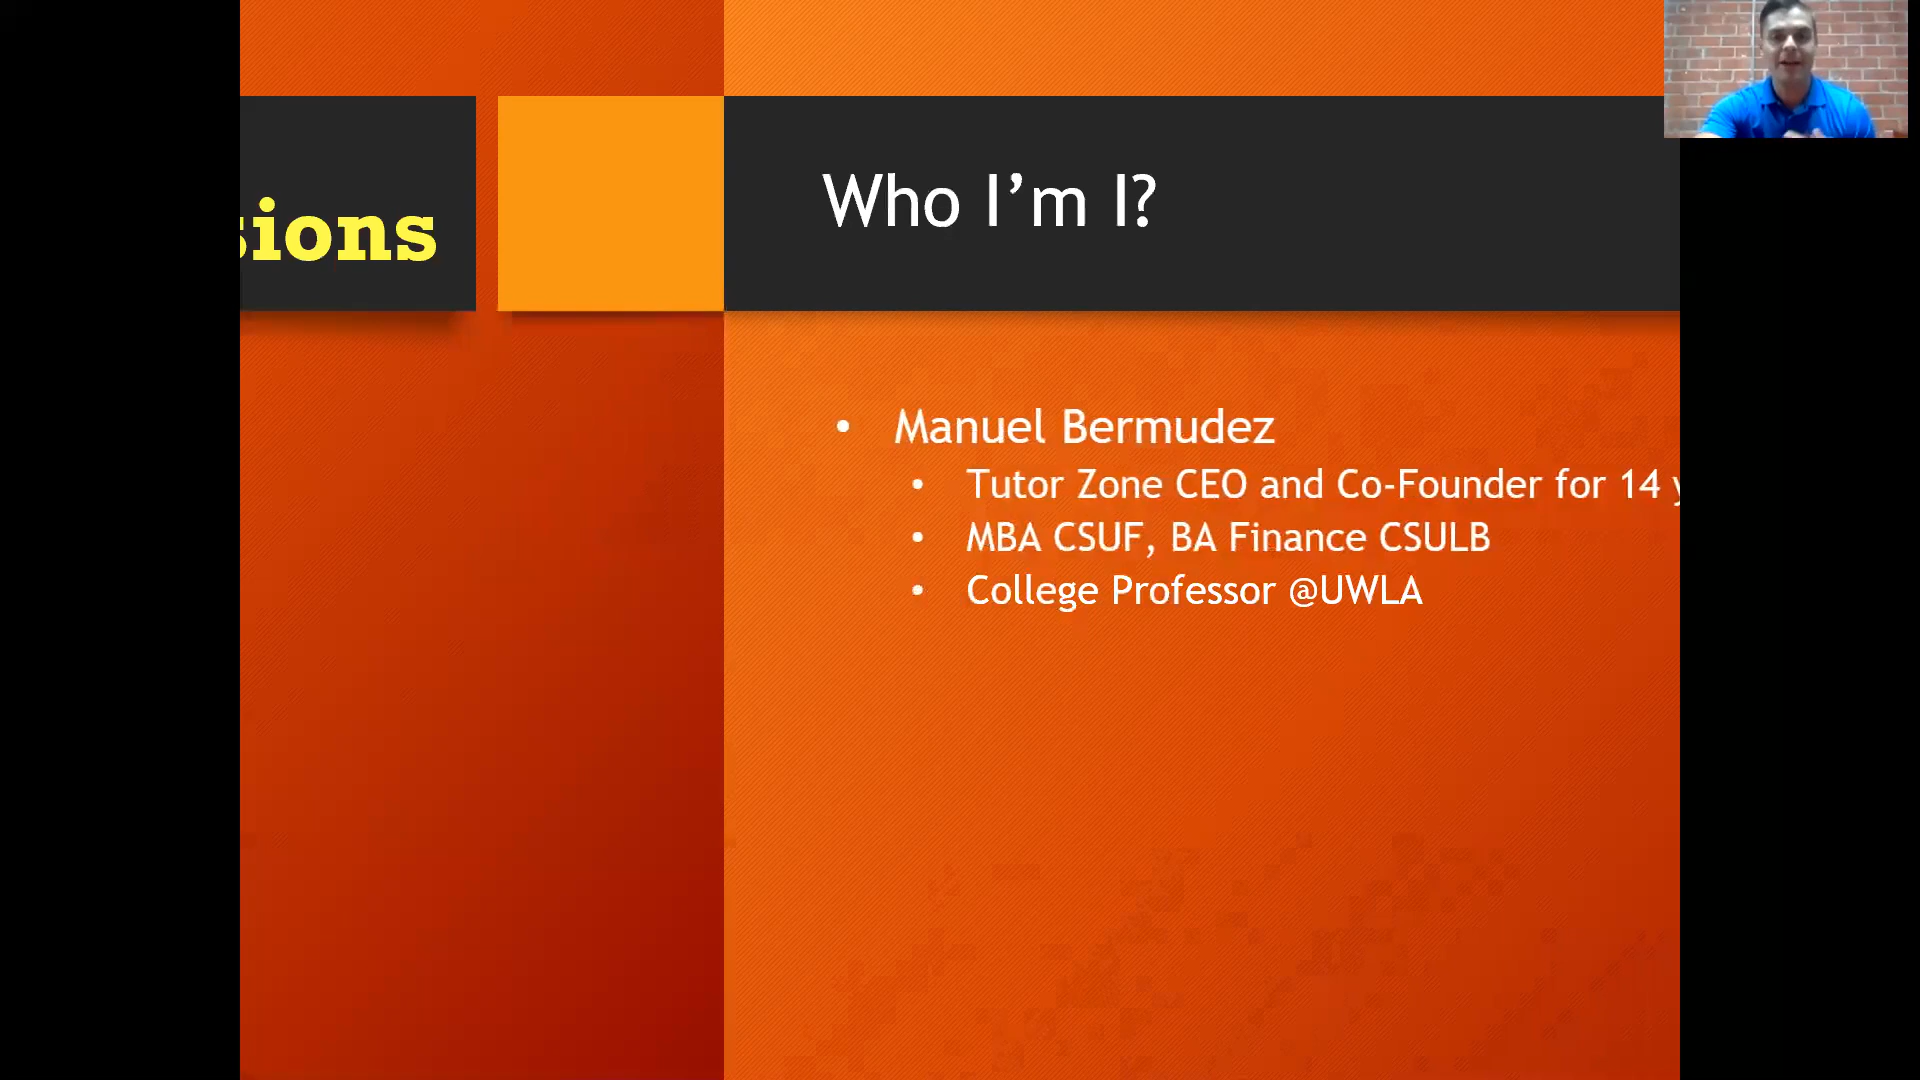 sions
Who I’m I?
• Manuel Bermudez
• Tutor Zone CEO and Co-Founder for 14 y
• MBA CSUF, BA Finance CSULB
• College Professor @UWLA